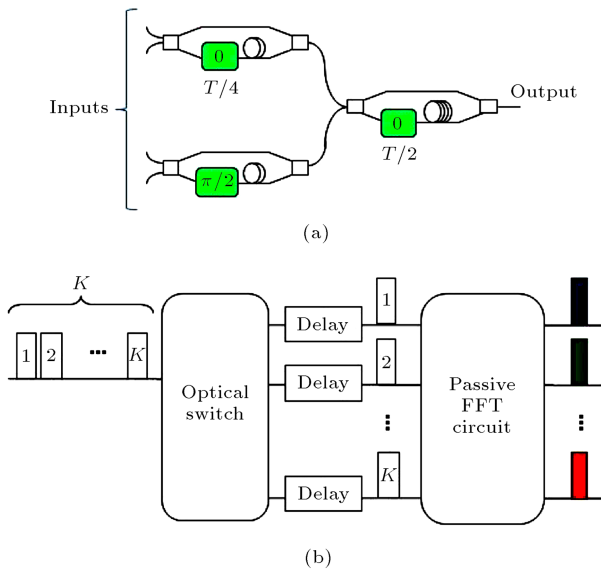 0
T/4
Inputs
Output
0
T/2
π/2
(a)
K
1 2 ··· K
Optical
switch
Delay
1
Delay
2
Delay
K
Passive
FFT
circuit
(b)